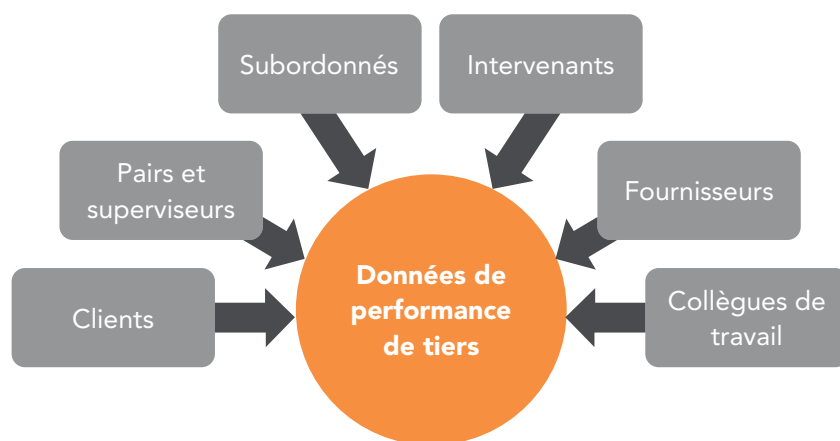 Subordonnés
Intervenants
Pairs et
superviseurs
Fournisseurs
Données de
performance
de tiers
Clients
Collègues de
travail